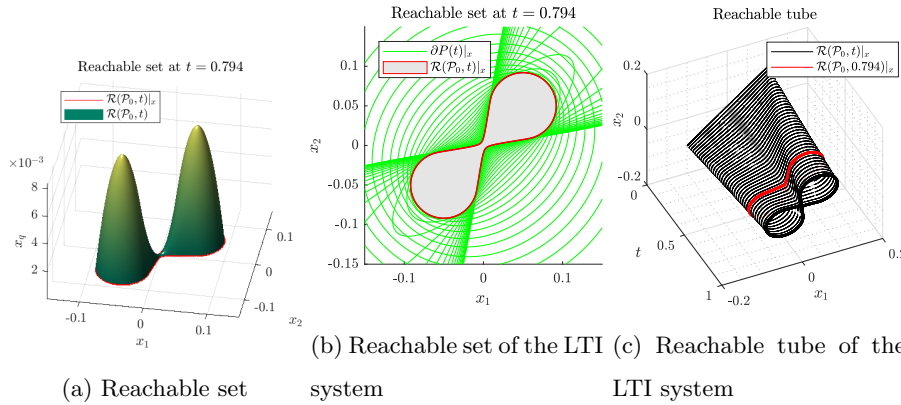 Reachable set at t = 0.794
R(P₀, t)|ₓ
R(P₀, t)
×10⁻³
8
6
4
2
x_q
-0.1
0
0.1
x₁
0.1
0
-0.1
x₂
(a) Reachable set
Reachable set at t = 0.794
∂P(t)|ₓ
R(P₀, t)|ₓ
0.1
0.05
0
-0.05
-0.1
-0.15
x₂
-0.1
0
0.1
x₁
(b) Reachable set of the LTI
system
Reachable tube
R(P₀, t)|ₓ
R(P₀, 0.794)|ₓ
0.2
0
-0.2
x₂
0
0.5
1
t
-0.2
0
0.2
x₁
(c) Reachable tube of the
LTI system